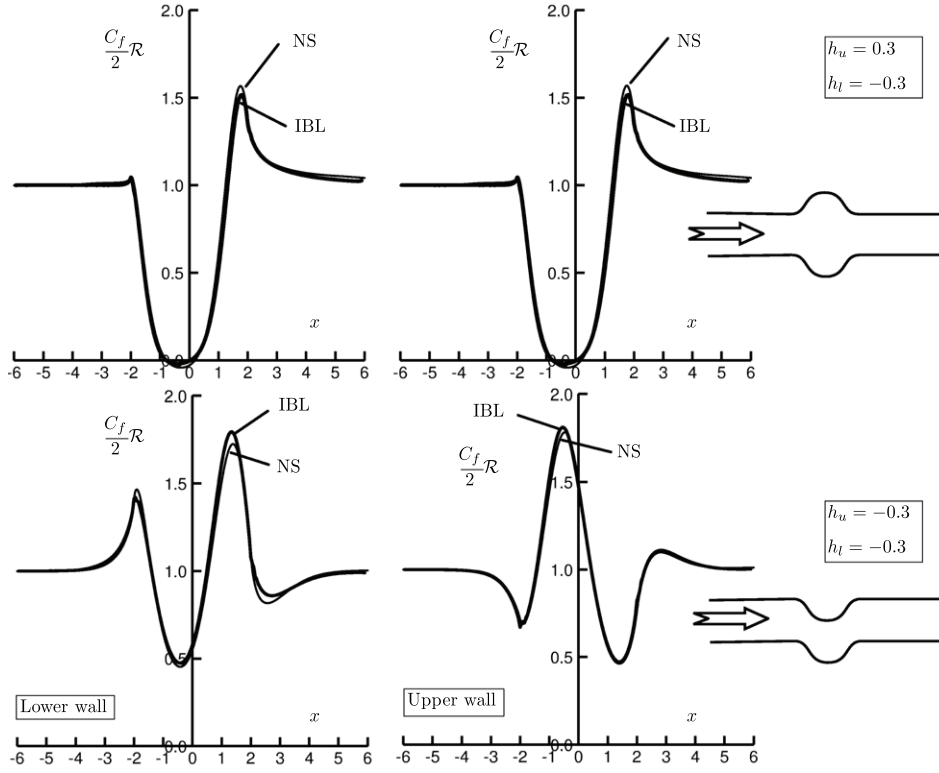 2.0
C_f/2 R
NS
1.5
IBL
1.0
0.5
x
0.0
-6 -5 -4 -3 -2 -1 0 1 2 3 4 5 6
2.0
C_f/2 R
NS
1.5
IBL
1.0
0.5
x
0.0
-6 -5 -4 -3 -2 -1 0 1 2 3 4 5 6
h_u = 0.3
h_l = −0.3
2.0
C_f/2 R
IBL
NS
1.5
1.0
0.5
Lower wall
x
0.0
-6 -5 -4 -3 -2 -1 0 1 2 3 4 5 6
2.0
IBL
NS
C_f/2 R
1.5
1.0
0.5
Upper wall
x
0.0
-6 -5 -4 -3 -2 -1 0 1 2 3 4 5 6
h_u = −0.3
h_l = −0.3